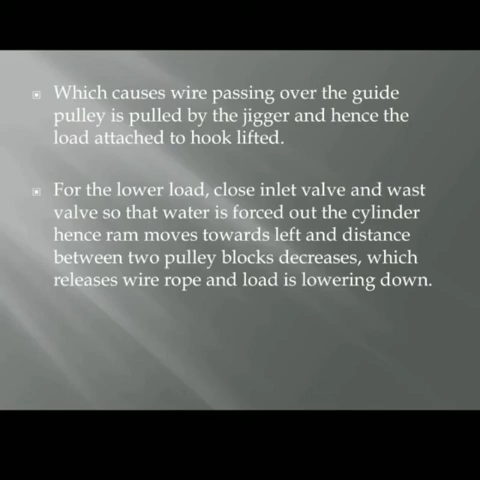 Which causes wire passing over the guide
pulley is pulled by the jigger and hence the
load attached to hook lifted.
For the lower load, close inlet valve and wast
valve so that water is forced out the cylinder
hence ram moves towards left and distance
between two pulley blocks decreases, which
releases wire rope and load is lowering down.